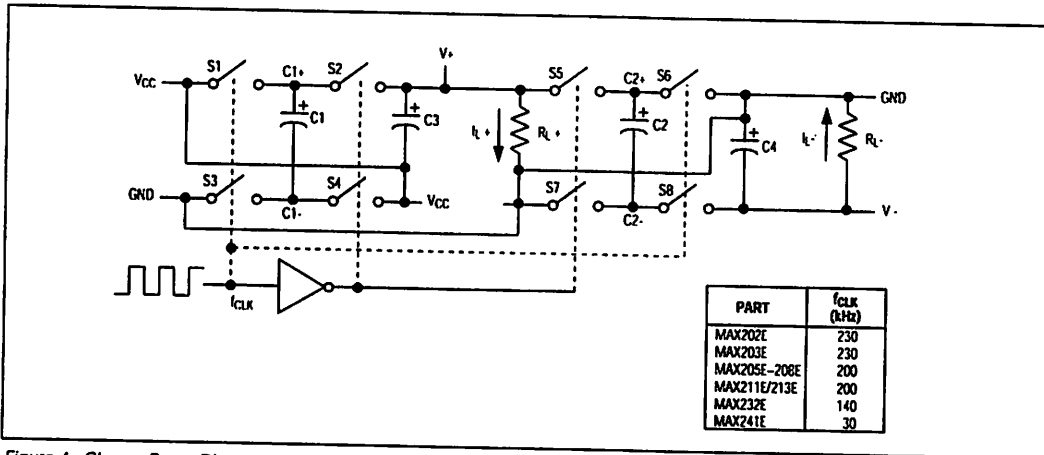 V+
S1
C1+
S2
S5
C2+
S6
VCC
GND
C1
C3
IL+
RL+
C2
C4
IL-
RL-
S3
S4
S7
S8
GND
C1-
VCC
C2-
V-
fCLK
PART fCLK (kHz)
MAX202E 230
MAX203E 230
MAX205E–208E 200
MAX211E/213E 200
MAX232E 140
MAX241E 30